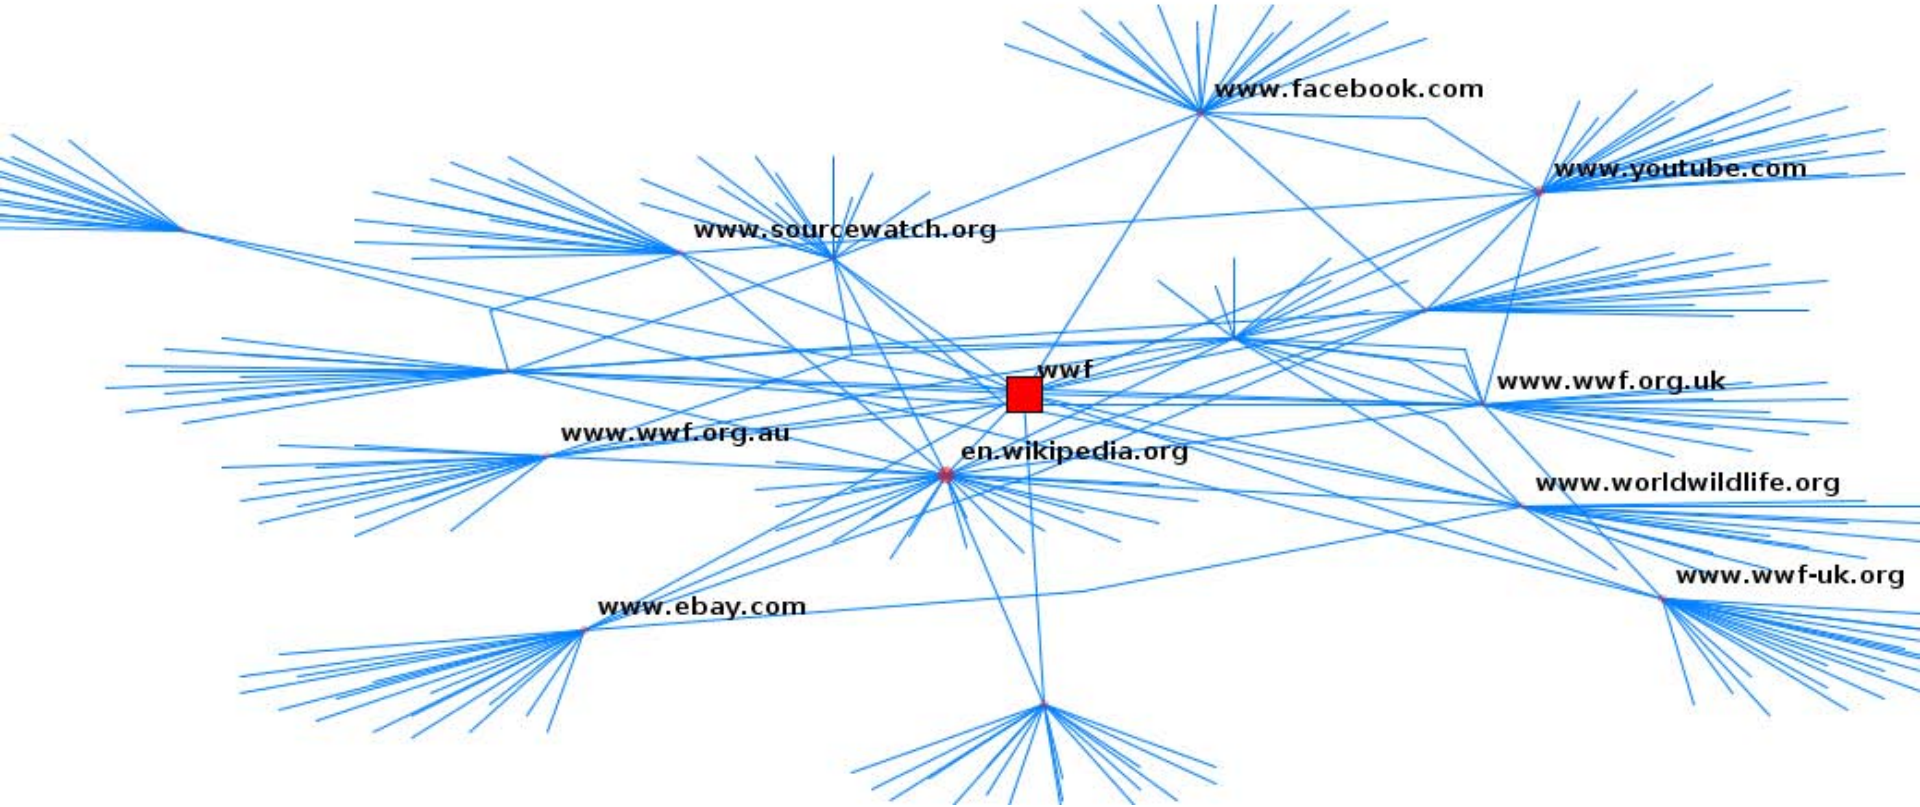 www.facebook.com
www.youtube.com
www.sourcewatch.org
wwf
www.wwf.org.uk
www.wwf.org.au
en.wikipedia.org
www.worldwildlife.org
www.wwf-uk.org
www.ebay.com